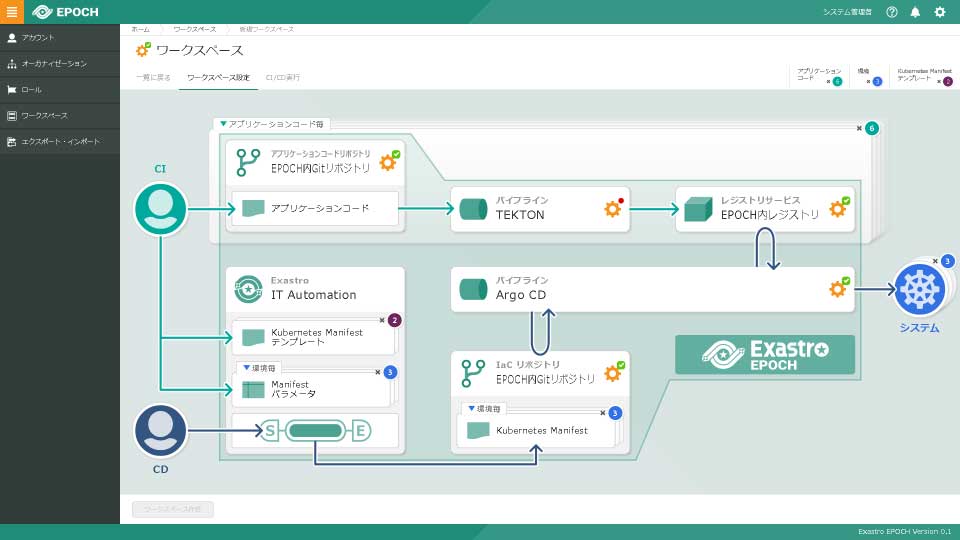 EPOCH
システム管理者
アカウント
オーガナイゼーション
ロール
ワークスペース
エクスポート・インポート
ホーム
ワークスペース
新規ワークスペース
ワークスペース
一覧に戻る
ワークスペース設定
CI/CD実行
アプリケーション
コード
× 6
環境
× 3
Kubernetes Manifest
テンプレート
× 2
▼アプリケーションコード毎
× 6
CI
アプリケーションコードリポジトリ
EPOCH内Gitリポジトリ
アプリケーションコード
パイプライン
TEKTON
レジストリサービス
EPOCH内レジストリ
Exastro
IT Automation
パイプライン
Argo CD
× 3
システム
× 2
Kubernetes Manifest
テンプレート
▼環境毎
× 3
Manifest
パラメータ
S
E
CD
IaC リポジトリ
EPOCH内Gitリポジトリ
▼環境毎
× 3
Kubernetes Manifest
Exastro
EPOCH
ワークスペース作成
Exastro EPOCH Version 0.1